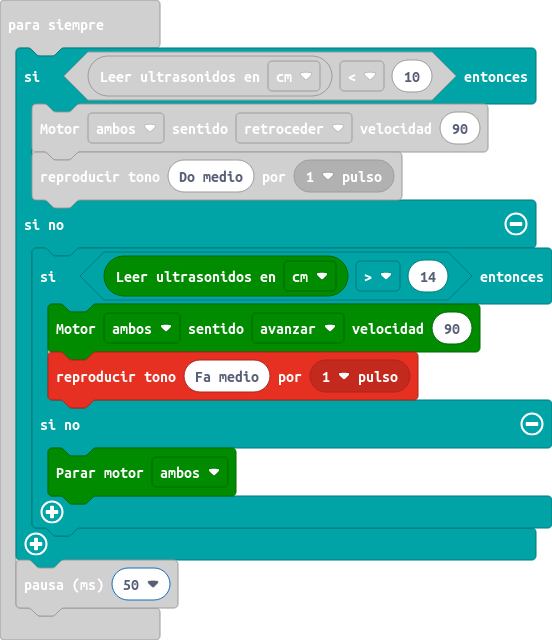 para siempre
si Leer ultrasonidos en cm < 10 entonces
Motor ambos sentido retroceder velocidad 90
reproducir tono Do medio por 1 pulso
si no
si Leer ultrasonidos en cm > 14 entonces
Motor ambos sentido avanzar velocidad 90
reproducir tono Fa medio por 1 pulso
si no
Parar motor ambos
pausa (ms) 50